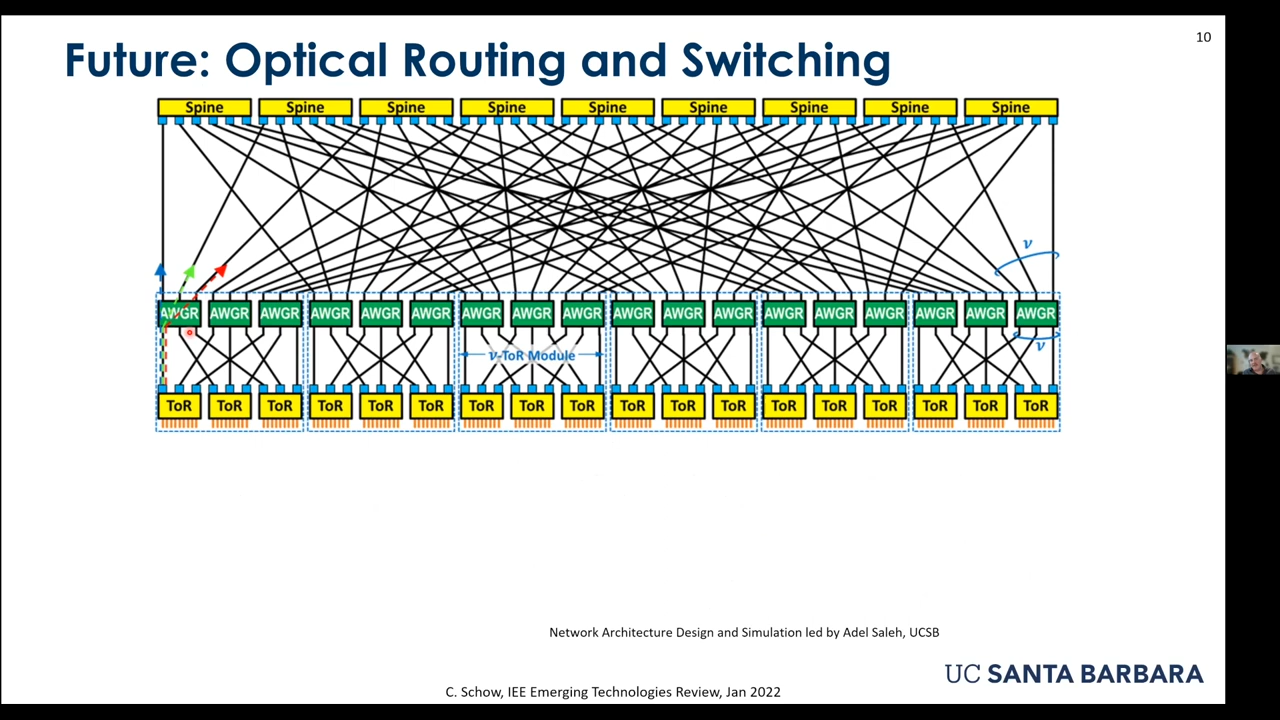 10
Future: Optical Routing and Switching
Spine Spine Spine Spine Spine Spine Spine Spine Spine
ν
AWGR AWGR AWGR AWGR AWGR AWGR AWGR AWGR AWGR AWGR AWGR AWGR AWGR AWGR AWGR AWGR AWGR AWGR
ν
ν-ToR Module
ToR ToR ToR ToR ToR ToR ToR ToR ToR ToR ToR ToR ToR ToR ToR ToR ToR ToR
Network Architecture Design and Simulation led by Adel Saleh, UCSB
UC SANTA BARBARA
C. Schow, IEE Emerging Technologies Review, Jan 2022